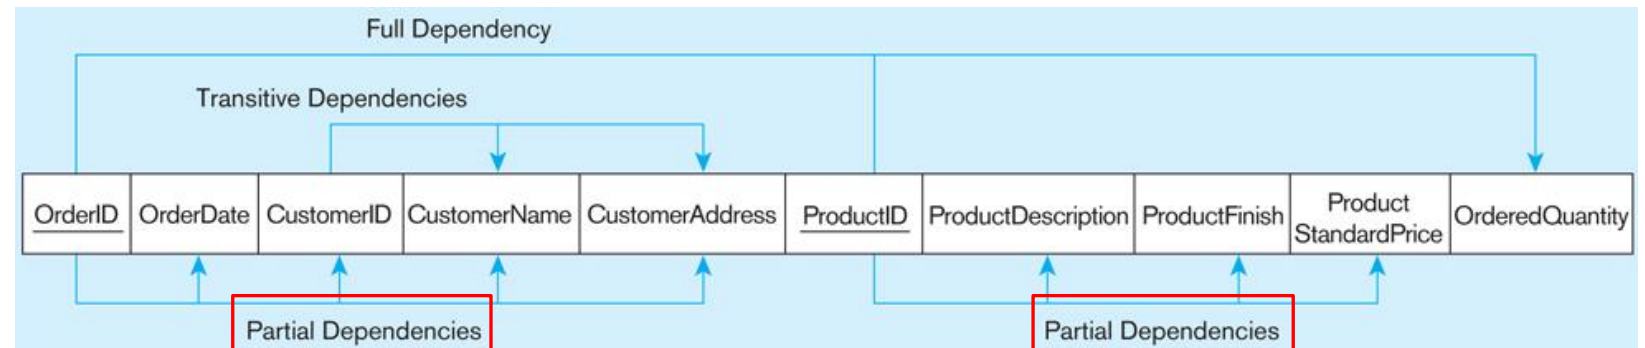 Full Dependency
Transitive Dependencies
OrderID OrderDate CustomerID CustomerName CustomerAddress ProductID ProductDescription ProductFinish Product StandardPrice OrderedQuantity
Partial Dependencies Partial Dependencies